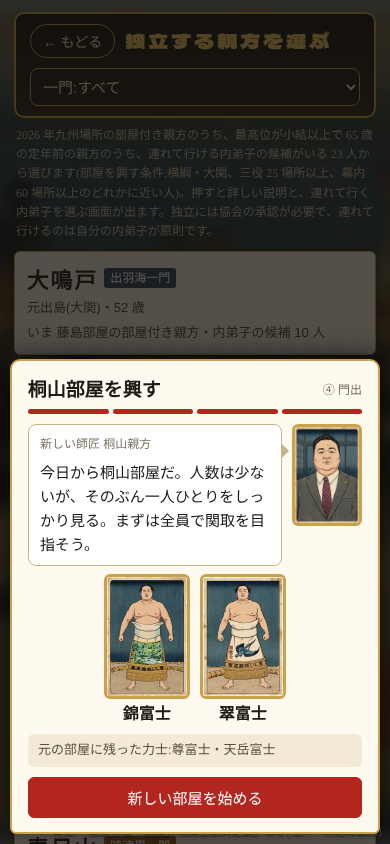 ← もどる
独立する親方を選ぶ
一門:すべて
2026 年九州場所の部屋付き親方のうち、最高位が小結以上で 65 歳
の定年前の親方のうち、連れて行ける内弟子の候補がいる 23 人か
ら選びます(部屋を興す条件:横綱・大関、三役 25 場所以上、幕内
60 場所以上のどれかに近い人)。押すと詳しい説明と、連れて行く
内弟子を選ぶ画面が出ます。独立には協会の承認が必要で、連れて
行けるのは自分の内弟子が原則です。
大鳴戸 出羽海一門
元出島(大関)・52 歳
いま 藤島部屋の部屋付き親方・内弟子の候補 10 人
桐山部屋を興す
④ 門出
新しい師匠 桐山親方
今日から桐山部屋だ。人数は少な
いが、そのぶん一人ひとりをしっ
かり見る。まずは全員で関取を目
指そう。
錦富士
翠富士
元の部屋に残った力士:尊富士・天岳富士
新しい部屋を始める